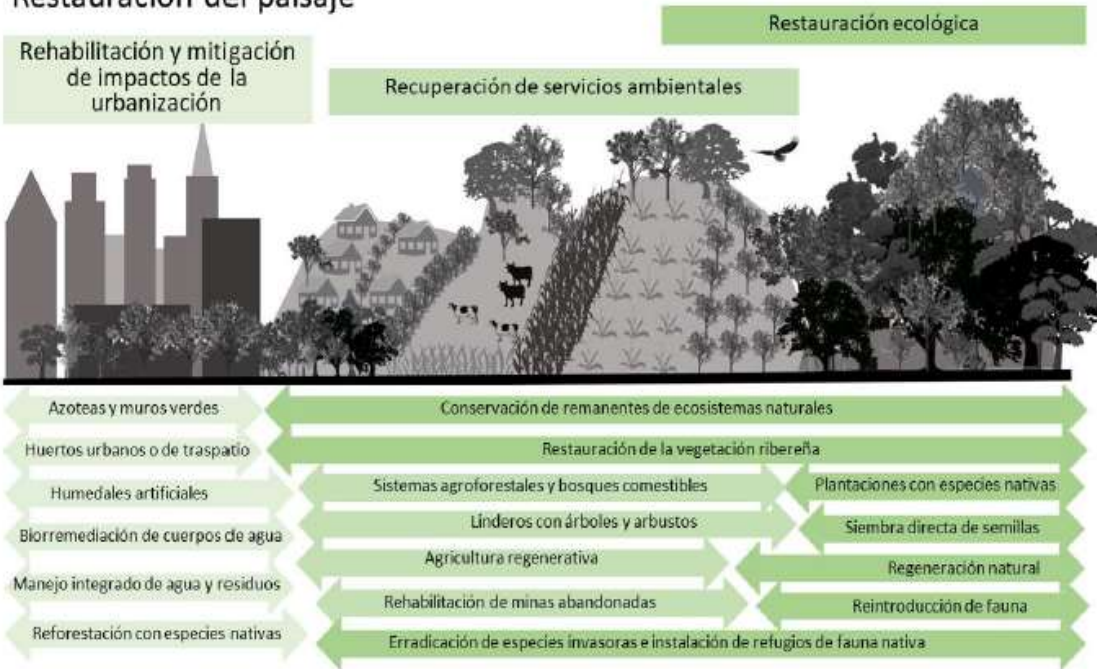 Restauración del paisaje
Restauración ecológica
Rehabilitación y mitigación
de impactos de la
urbanización
Recuperación de servicios ambientales
Azoteas y muros verdes
Conservación de remanentes de ecosistemas naturales
Huertos urbanos o de traspatio
Restauración de la vegetación ribereña
Humedales artificiales
Sistemas agroforestales y bosques comestibles
Plantaciones con especies nativas
Biorremediación de cuerpos de agua
Linderos con árboles y arbustos
Siembra directa de semillas
Manejo integrado de agua y residuos
Agricultura regenerativa
Regeneración natural
Rehabilitación de minas abandonadas
Reintroducción de fauna
Reforestación con especies nativas
Erradicación de especies invasoras e instalación de refugios de fauna nativa